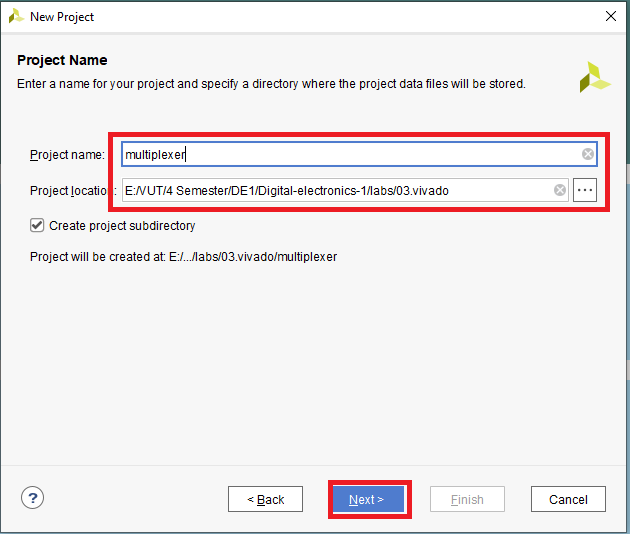 New Project
Project Name
Enter a name for your project and specify a directory where the project data files will be stored.
Project name: multiplexer
Project location: E:/VUT/4 Semester/DE1/Digital-electronics-1/labs/03.vivado ...
Create project subdirectory
Project will be created at: E:/.../labs/03.vivado/multiplexer
? < Back Next > Finish Cancel